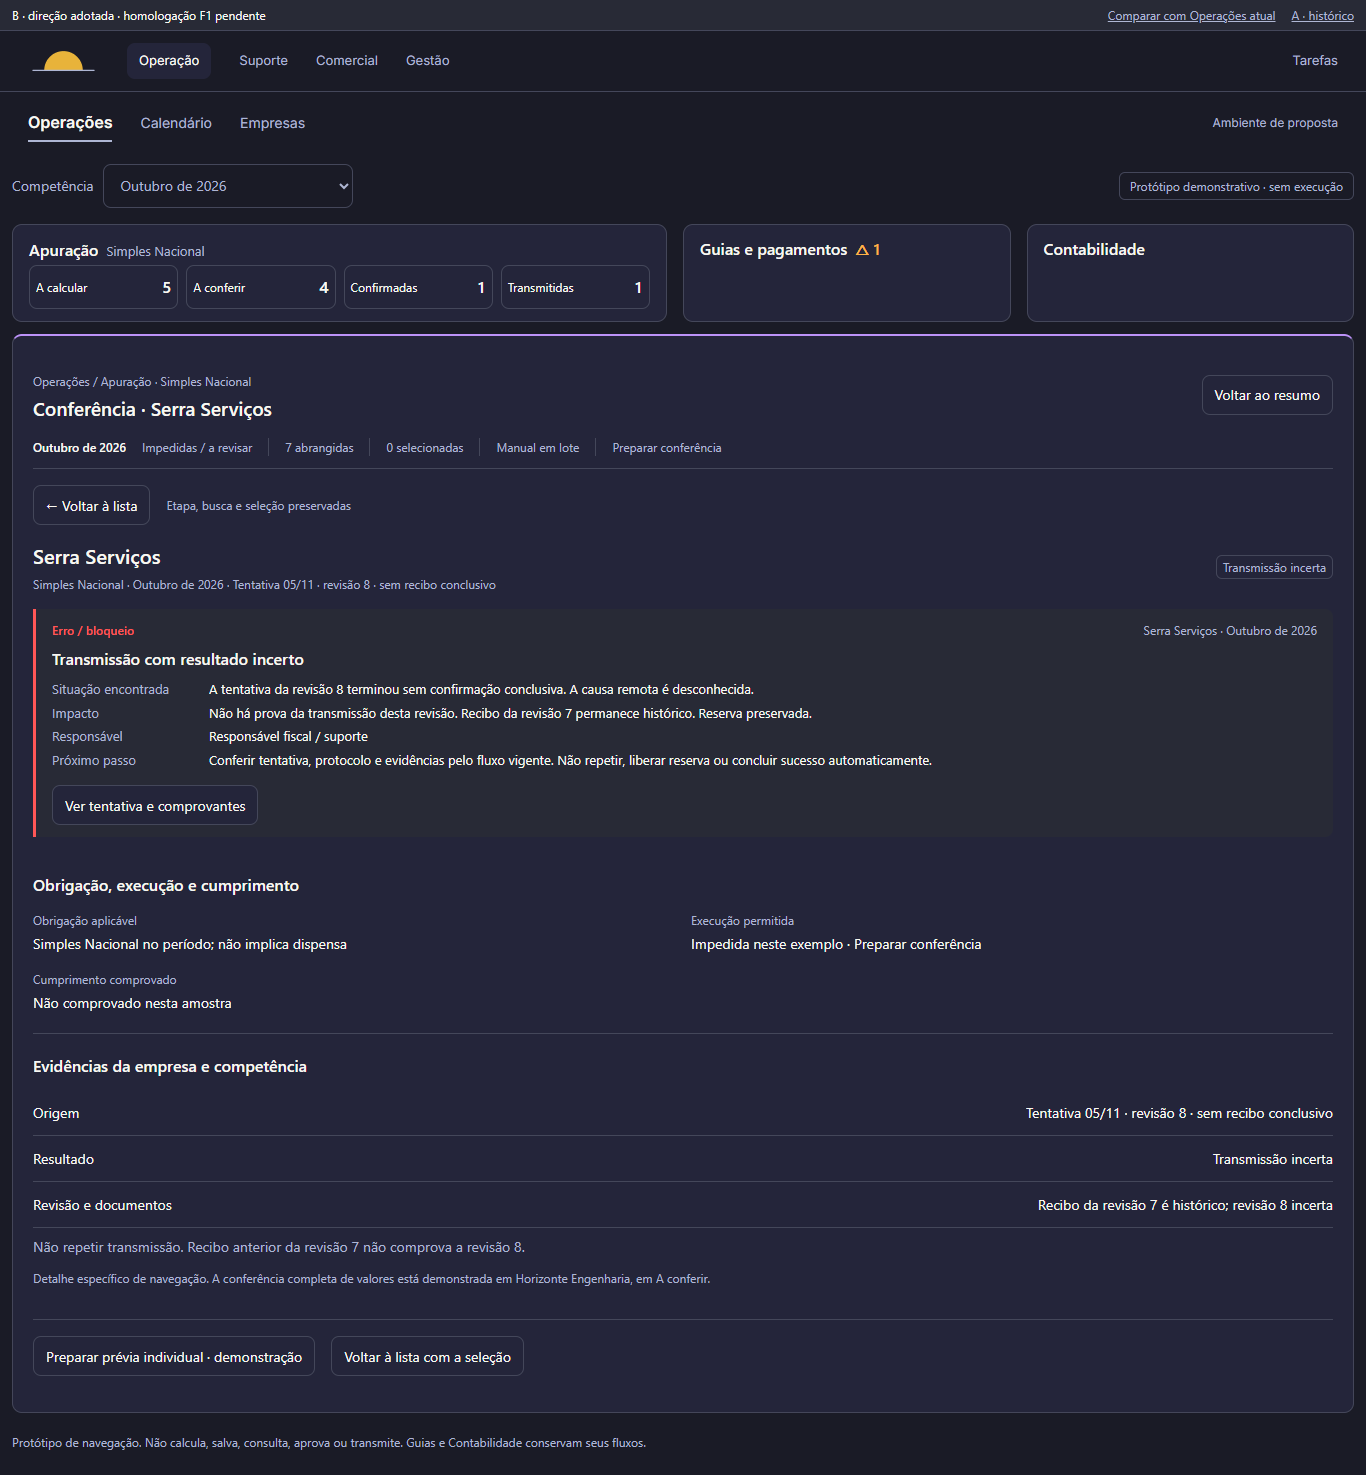 B · direção adotada · homologação F1 pendente
Comparar com Operações atual
A · histórico
Operação
Suporte
Comercial
Gestão
Tarefas
Operações
Calendário
Empresas
Ambiente de proposta
Competência
Outubro de 2026
Protótipo demonstrativo · sem execução
Apuração Simples Nacional
A calcular 5
A conferir 4
Confirmadas 1
Transmitidas 1
Guias e pagamentos △ 1
Contabilidade
Operações / Apuração · Simples Nacional
Conferência · Serra Serviços
Voltar ao resumo
Outubro de 2026
Impedidas / a revisar
7 abrangidas
0 selecionadas
Manual em lote
Preparar conferência
← Voltar à lista
Etapa, busca e seleção preservadas
Serra Serviços
Simples Nacional · Outubro de 2026 · Tentativa 05/11 · revisão 8 · sem recibo conclusivo
Transmissão incerta
Erro / bloqueio
Serra Serviços · Outubro de 2026
Transmissão com resultado incerto
Situação encontrada A tentativa da revisão 8 terminou sem confirmação conclusiva. A causa remota é desconhecida.
Impacto Não há prova da transmissão desta revisão. Recibo da revisão 7 permanece histórico. Reserva preservada.
Responsável Responsável fiscal / suporte
Próximo passo Conferir tentativa, protocolo e evidências pelo fluxo vigente. Não repetir, liberar reserva ou concluir sucesso automaticamente.
Ver tentativa e comprovantes
Obrigação, execução e cumprimento
Obrigação aplicável
Simples Nacional no período; não implica dispensa
Execução permitida
Impedida neste exemplo · Preparar conferência
Cumprimento comprovado
Não comprovado nesta amostra
Evidências da empresa e competência
Origem Tentativa 05/11 · revisão 8 · sem recibo conclusivo
Resultado Transmissão incerta
Revisão e documentos Recibo da revisão 7 é histórico; revisão 8 incerta
Não repetir transmissão. Recibo anterior da revisão 7 não comprova a revisão 8.
Detalhe específico de navegação. A conferência completa de valores está demonstrada em Horizonte Engenharia, em A conferir.
Preparar prévia individual · demonstração
Voltar à lista com a seleção
Protótipo de navegação. Não calcula, salva, consulta, aprova ou transmite. Guias e Contabilidade conservam seus fluxos.